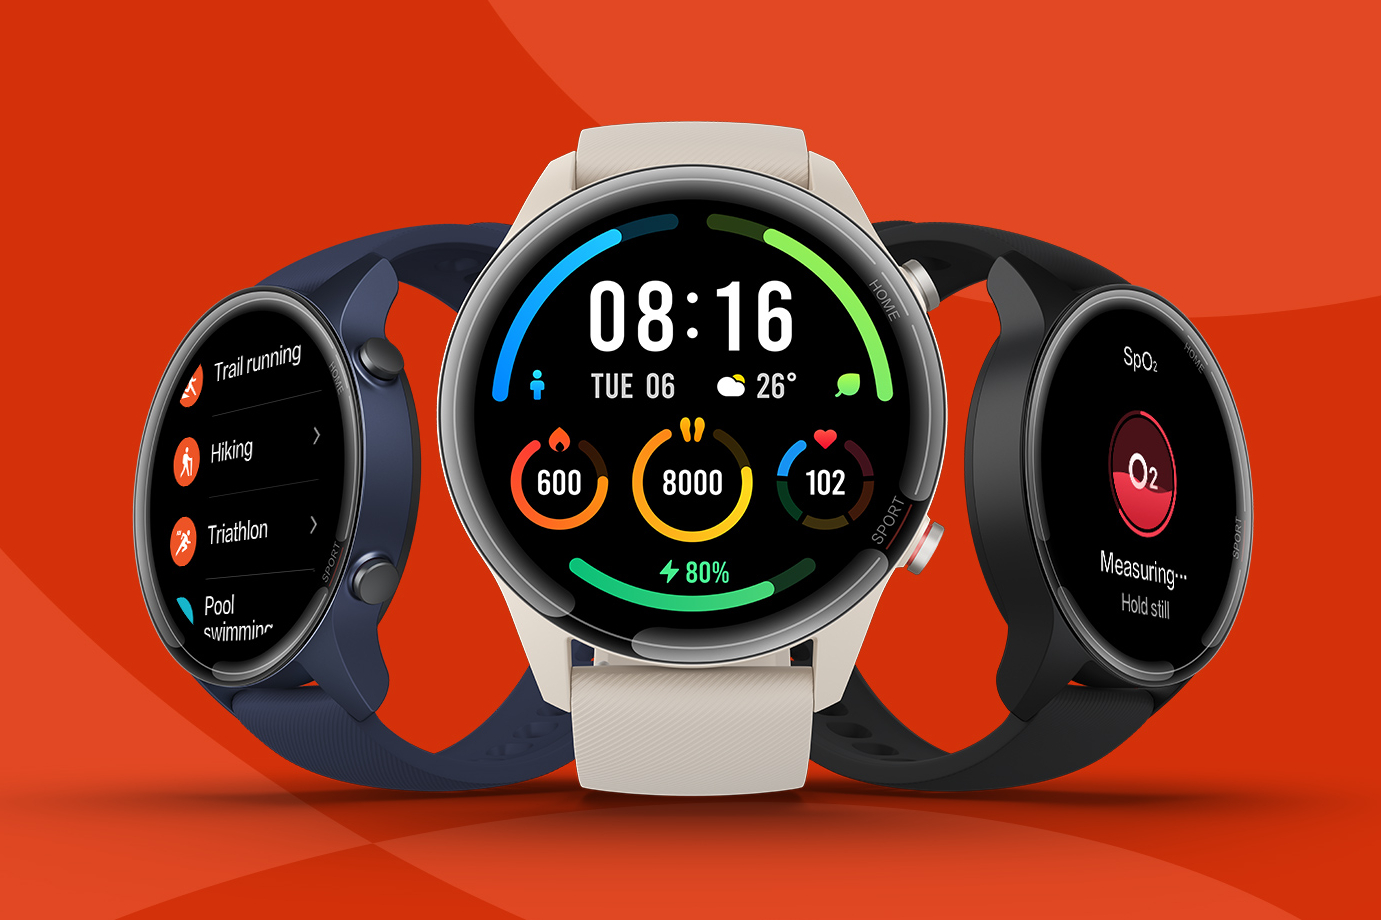 Trail running
Hiking
Triathlon
Pool
swimming
HOME
SPORT
08:16
TUE 06
26°
600
8000
102
80%
HOME
SPORT
SpO₂
O₂
Measuring···
Hold still
HOME
SPORT